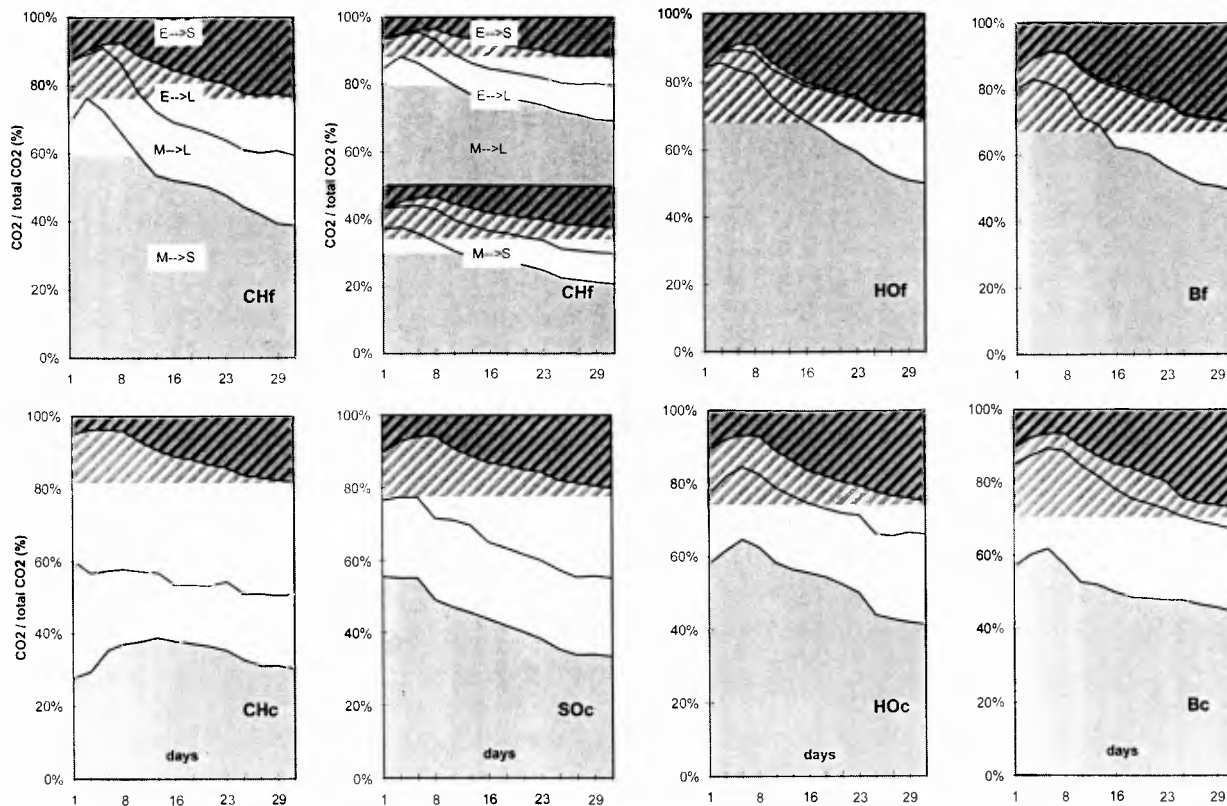 CO2 / total CO2 (%)
100%
80%
60%
40%
20%
0%
E-->S
E-->L
M-->L
M-->S
CHf
1 8 16 23 29
CO2 / total CO2 (%)
100%
80%
60%
40%
20%
0%
E-->S
E-->L
M-->L
M-->S
CHf
1 8 16 23 29
100%
80%
60%
40%
20%
0%
HOf
1 8 16 23 29
100%
80%
60%
40%
20%
0%
Bf
1 8 16 23 29
CO2 / total CO2 (%)
100%
80%
60%
40%
20%
0%
CHc
days
1 8 16 23 29
100%
80%
60%
40%
20%
0%
SOc
days
1 8 16 23 29
100%
80%
60%
40%
20%
0%
HOc
days
1 8 16 23 29
100%
80%
60%
40%
20%
0%
Bc
days
1 8 16 23 29